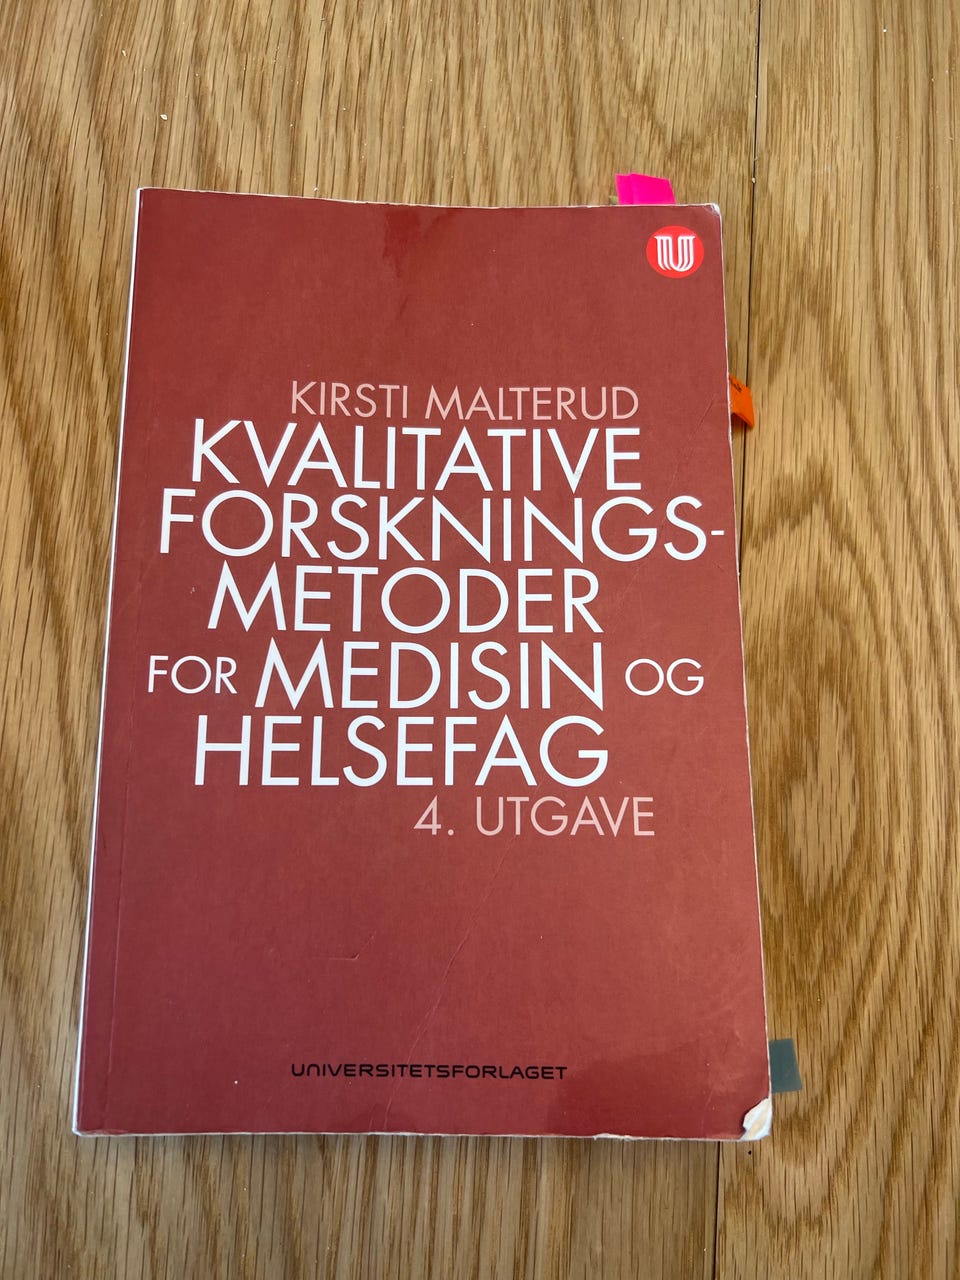 KIRSTI MALTERUD
KVALITATIVE
FORSKNINGS-
METODER
FOR MEDISIN OG
HELSEFAG
4. UTGAVE
UNIVERSITETSFORLAGET